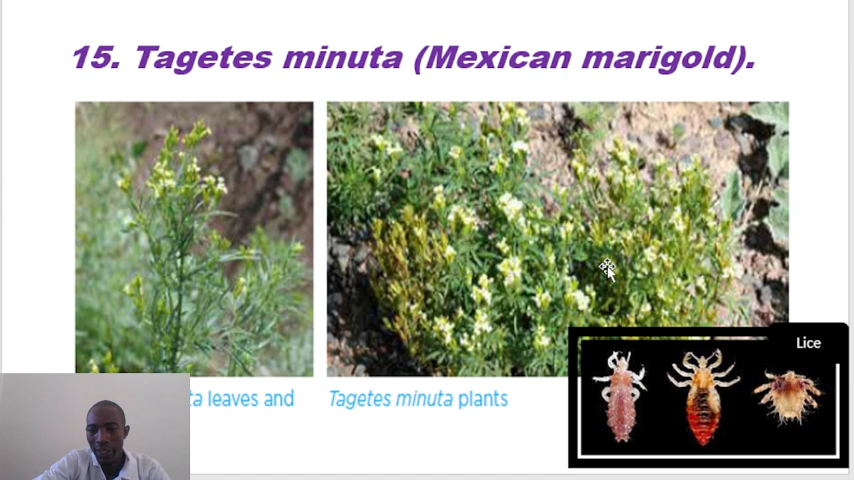 15. Tagetes minuta (Mexican marigold).
Lice
ta leaves and
Tagetes minuta plants